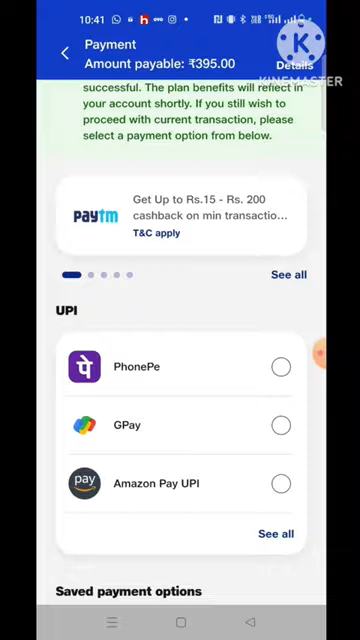 10:41
Payment
Amount payable: ₹395.00
Details
KINEMASTER
successful. The plan benefits will reflect in
your account shortly. If you still wish to
proceed with current transaction, please
select a payment option from below.
Get Up to Rs.15 - Rs. 200
paytm
cashback on min transactio...
T&C apply
See all
UPI
पे
PhonePe
GPay
pay
Amazon Pay UPI
See all
Saved payment options